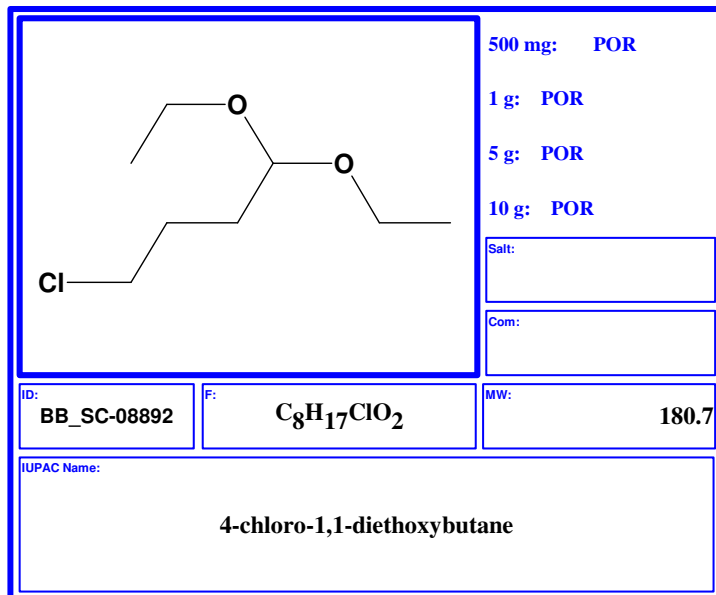 O
O
Cl
500 mg: POR
1 g: POR
5 g: POR
10 g: POR
Salt:
Com:
ID:
BB_SC-08892
F:
C8H17ClO2
MW:
180.7
IUPAC Name:
4-chloro-1,1-diethoxybutane